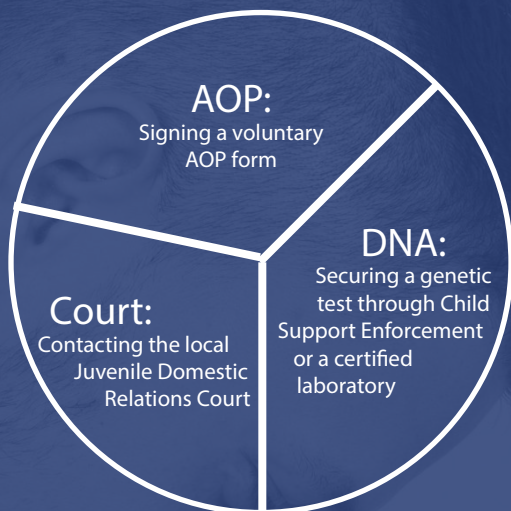 AOP:
Signing a voluntary
AOP form
DNA:
Securing a genetic
test through Child
Support Enforcement
or a certified
laboratory
Court:
Contacting the local
Juvenile Domestic
Relations Court